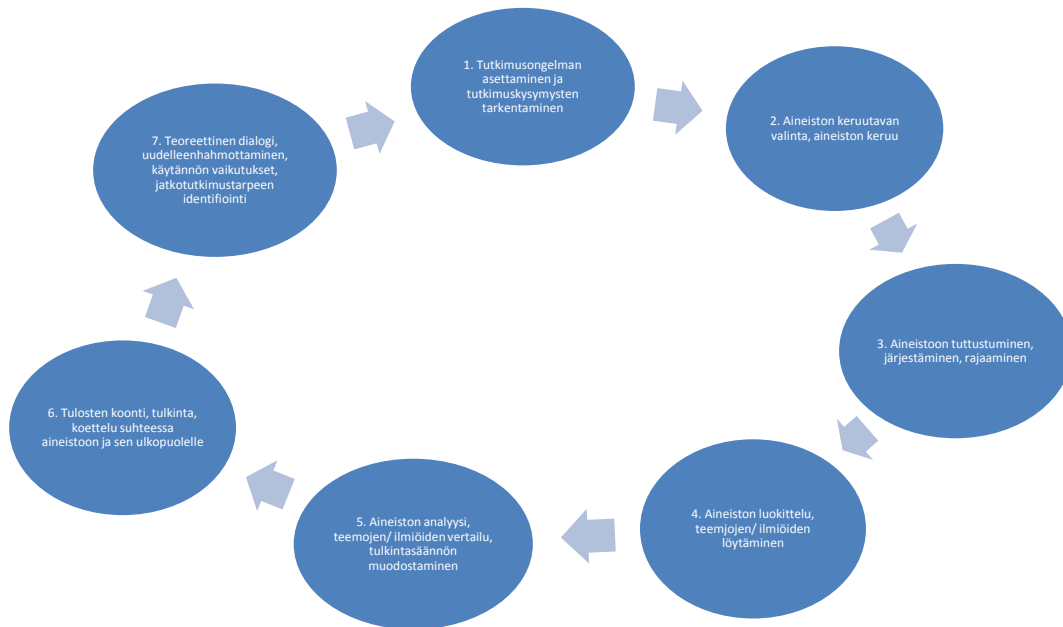 1. Tutkimusongelman
asettaminen ja
tutkimuskysymysten
tarkentaminen
2. Aineiston keruutavan
valinta, aineiston keruu
3. Aineistoon tuttustuminen,
järjestäminen, rajaaminen
4. Aineiston luokittelu,
teemjojen/ ilmiöiden
löytäminen
5. Aineiston analyysi,
teemojen/ ilmiöiden vertailu,
tulkintasäännön
muodostaminen
6. Tulosten koonti, tulkinta,
koettelu suhteessa
aineistoon ja sen ulkopuolelle
7. Teoreettinen dialogi,
uudelleenhahmottaminen,
käytännön vaikutukset,
jatkotutkimustarpeen
identifiointi